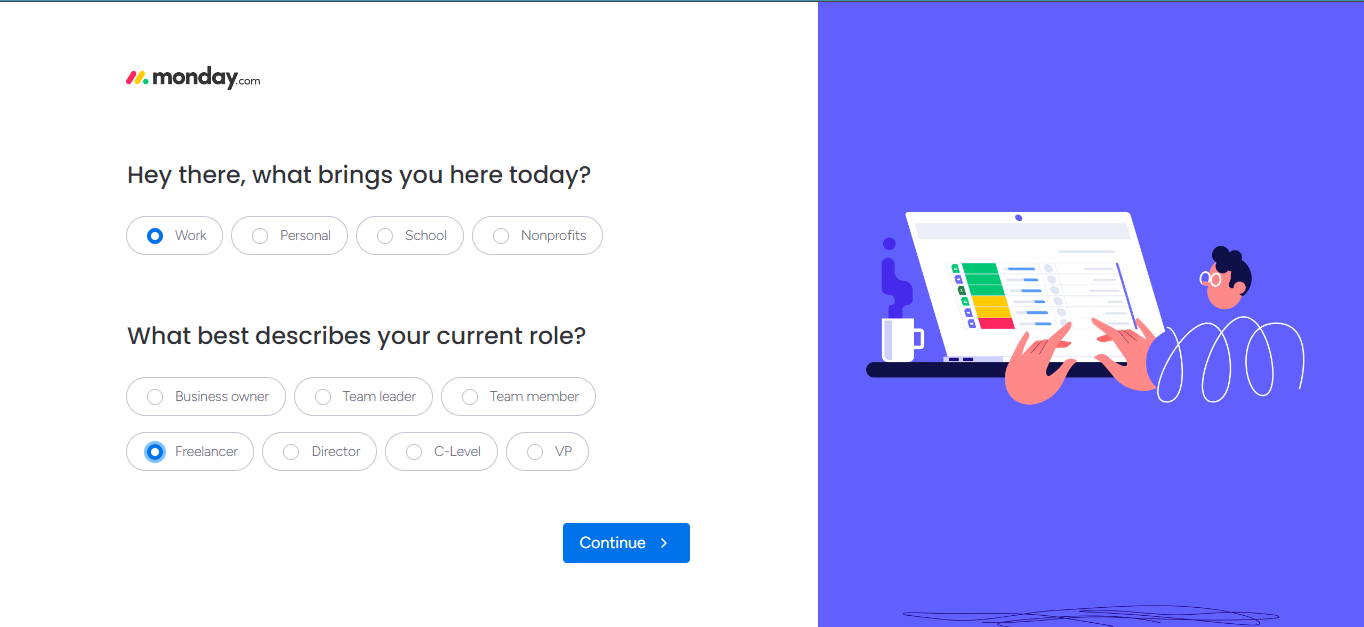 monday.com
Hey there, what brings you here today?
Work Personal School Nonprofits
What best describes your current role?
Business owner Team leader Team member
Freelancer Director C-Level VP
Continue